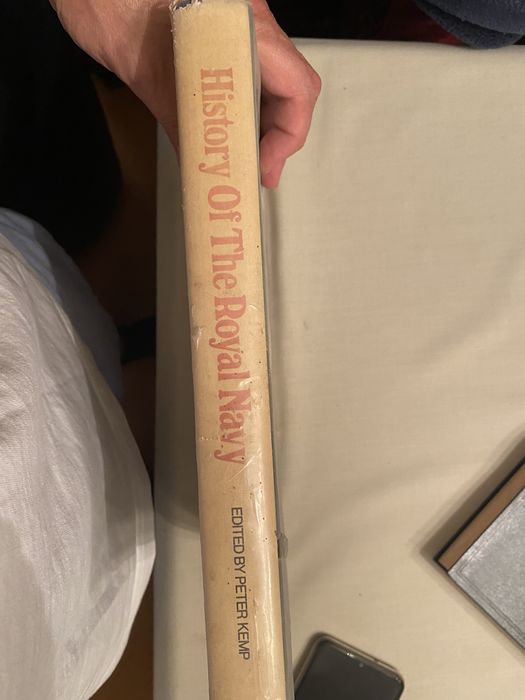 History Of The Royal Navy
EDITED BY PETER KEMP